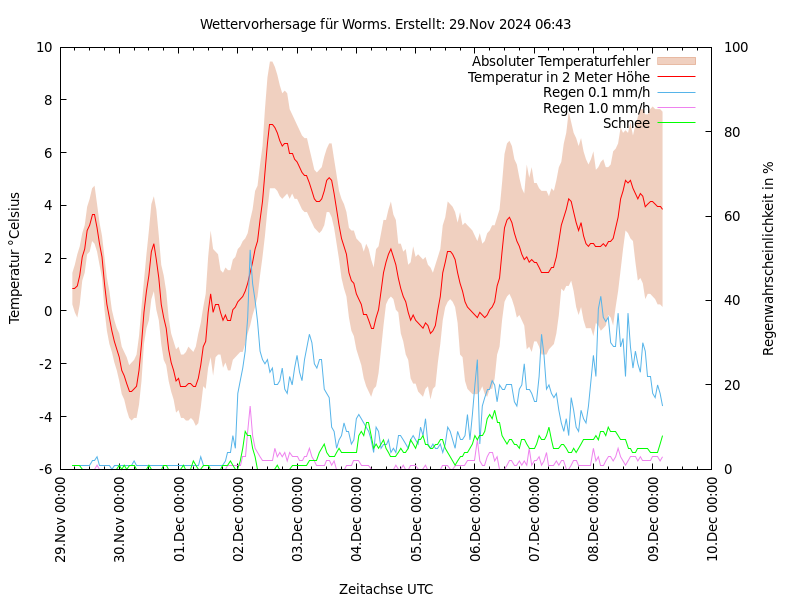 Wettervorhersage für Worms. Erstellt: 29.Nov 2024 06:43
Absoluter Temperaturfehler
Temperatur in 2 Meter Höhe
Regen 0.1 mm/h
Regen 1.0 mm/h
Schnee
Temperatur °Celsius
10
8
6
4
2
0
-2
-4
-6
100
80
60
40
20
0
Regenwahrscheinlichkeit in %
29.Nov 00:00
30.Nov 00:00
01.Dec 00:00
02.Dec 00:00
03.Dec 00:00
04.Dec 00:00
05.Dec 00:00
06.Dec 00:00
07.Dec 00:00
08.Dec 00:00
09.Dec 00:00
10.Dec 00:00
Zeitachse UTC